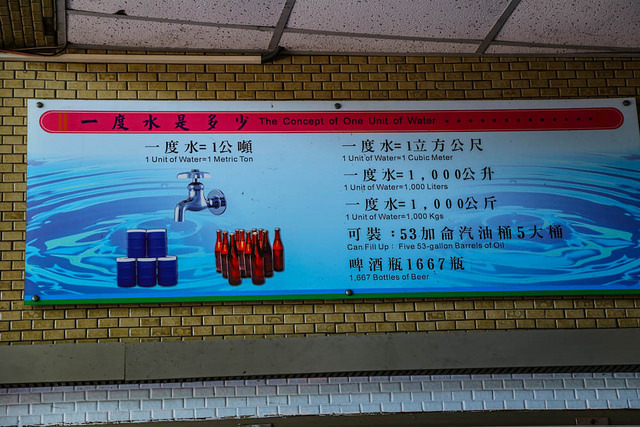 一度水是多少 The Concept of One Unit of Water
一度水=1公噸
1 Unit of Water=1 Metric Ton
一度水=1立方公尺
1 Unit of Water=1 Cubic Meter
一度水=1,000公升
1 Unit of Water=1,000 Liters
一度水=1,000公斤
1 Unit of Water=1,000 Kgs
可裝：53加侖汽油桶5大桶
Can Fill Up： Five 53-gallon Barrels of Oil
啤酒瓶1667瓶
1,667 Bottles of Beer